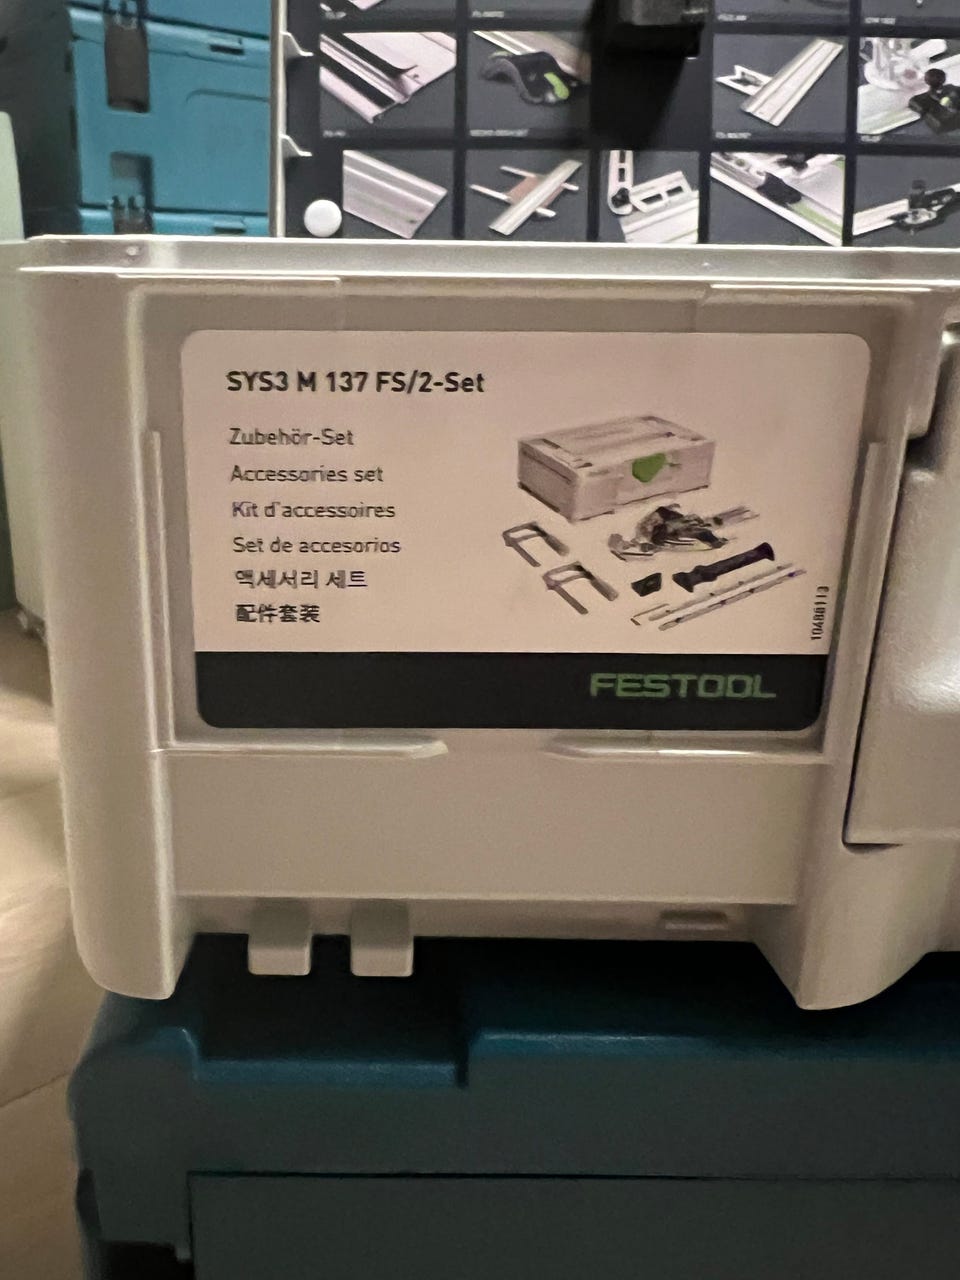 SYS3 M 137 FS/2-Set
Zubehör-Set
Accessories set
Kit d'accessoires
Set de accesorios
액세서리 세트
配件套装
10488113
FESTOOL